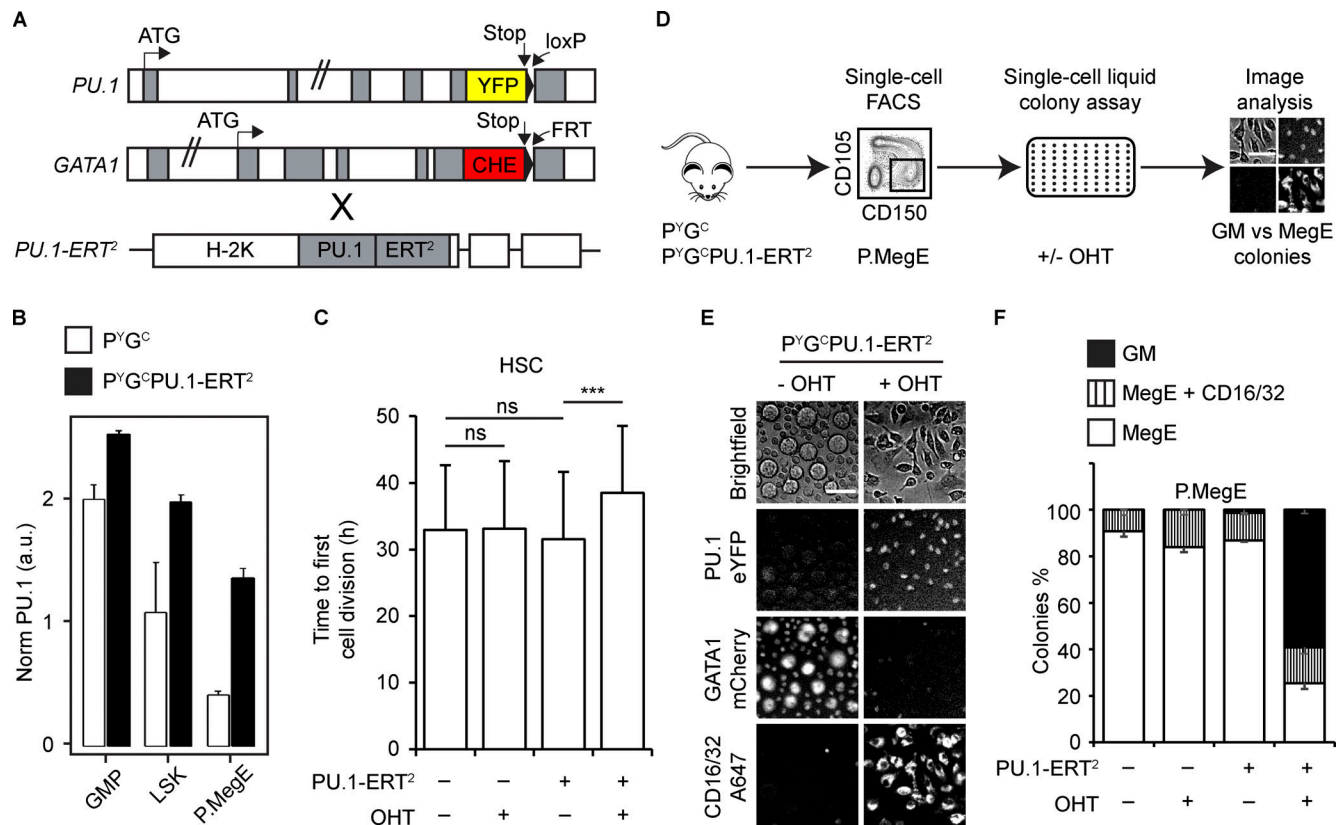 A
ATG
Stop
loxP
PU.1
YFP
ATG
Stop
FRT
GATA1
CHE
X
PU.1-ERT²
H-2K
PU.1
ERT²
B
PʸGᶜ
PʸGᶜPU.1-ERT²
Norm PU.1 (a.u.)
2
1
0
GMP
LSK
P.MegE
C
HSC
***
ns
ns
Time to first
cell division (h)
50
40
30
20
10
0
PU.1-ERT² – – + +
OHT – + – +
D
Single-cell
FACS
Single-cell liquid
colony assay
Image
analysis
CD105
CD150
PʸGᶜ
PʸGᶜPU.1-ERT²
P.MegE
+/- OHT
GM vs MegE
colonies
E
PʸGᶜPU.1-ERT²
- OHT
+ OHT
Brightfield
PU.1
eYFP
GATA1
mCherry
CD16/32
A647
F
GM
MegE + CD16/32
MegE
P.MegE
Colonies %
100
80
60
40
20
0
PU.1-ERT² – – + +
OHT – + – +